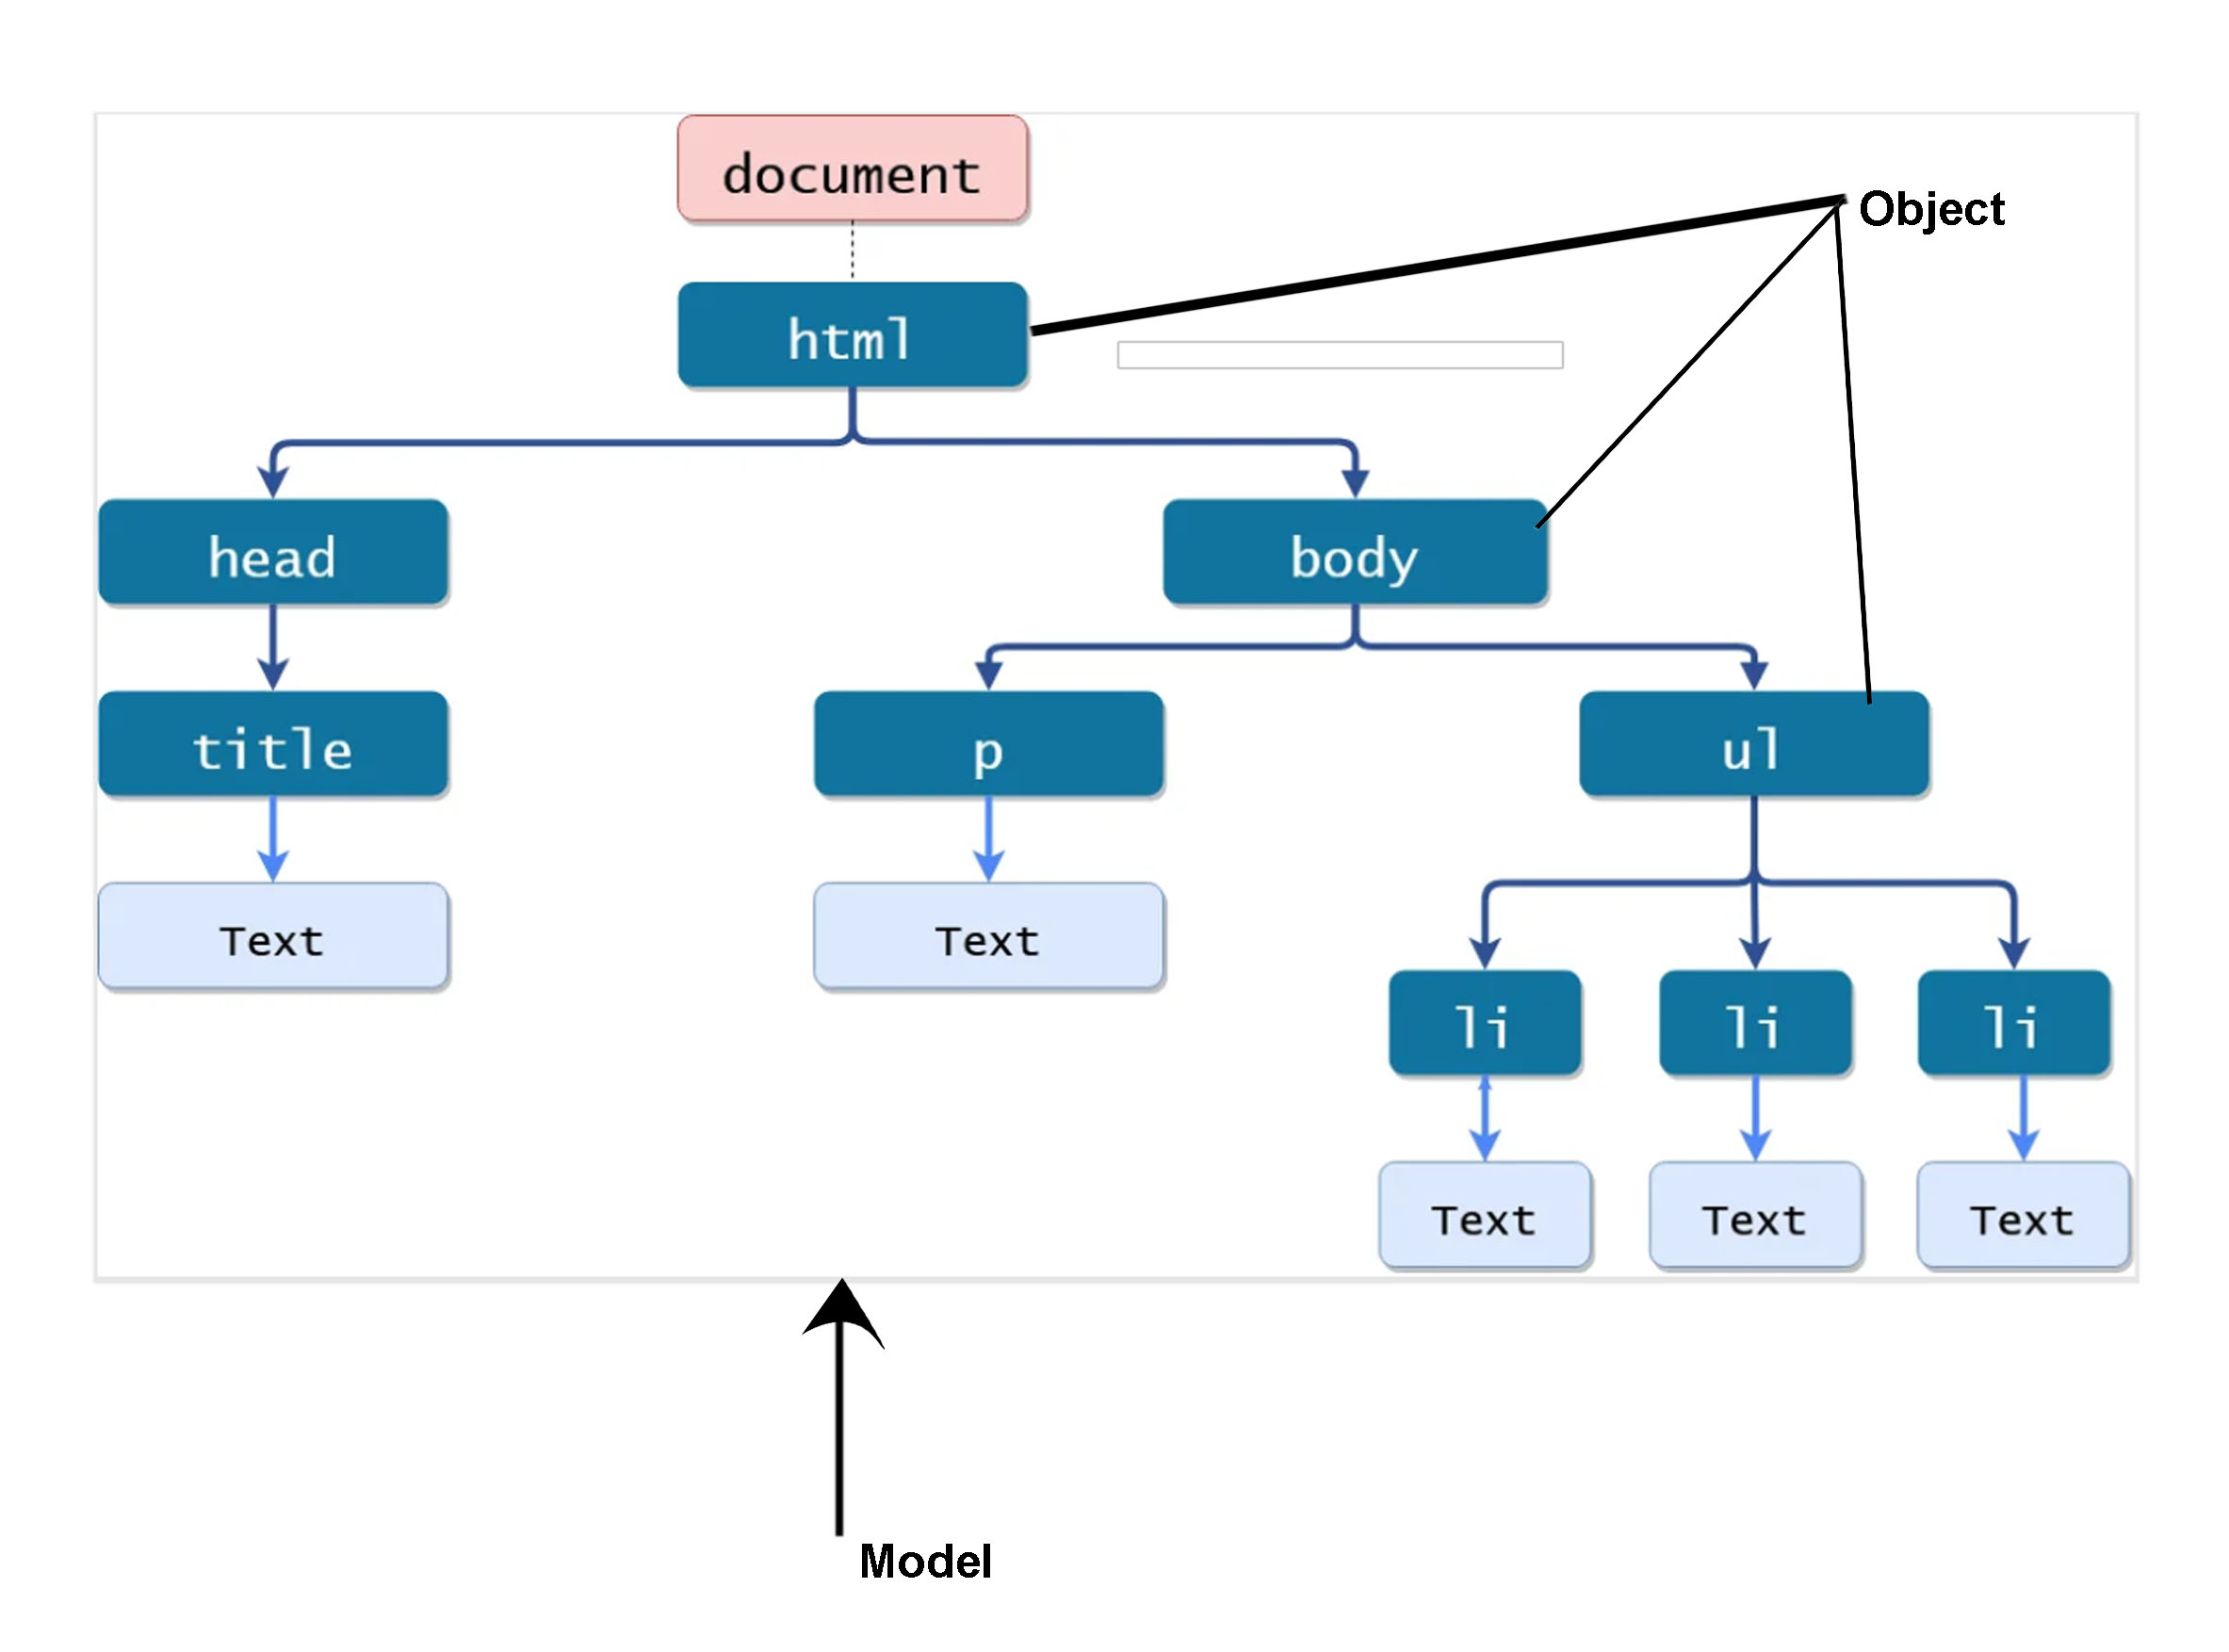 document
Object
html
head
body
title
p
ul
Text
Text
li
li
li
Text
Text
Text
Model